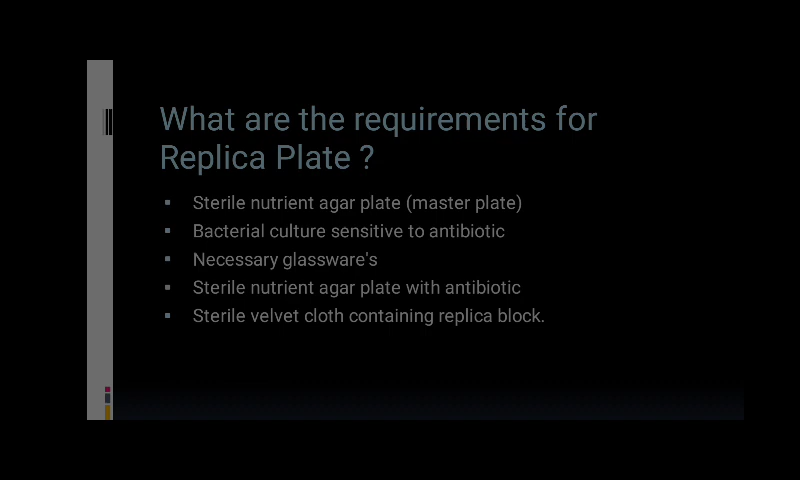 What are the requirements for
Replica Plate ?
▪ Sterile nutrient agar plate (master plate)
▪ Bacterial culture sensitive to antibiotic
▪ Necessary glassware's
▪ Sterile nutrient agar plate with antibiotic
▪ Sterile velvet cloth containing replica block.